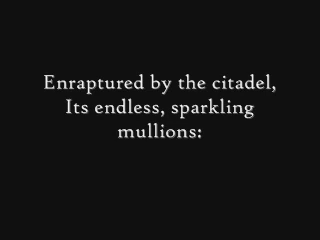 Enraptured by the citadel,
Its endless, sparkling
mullions: